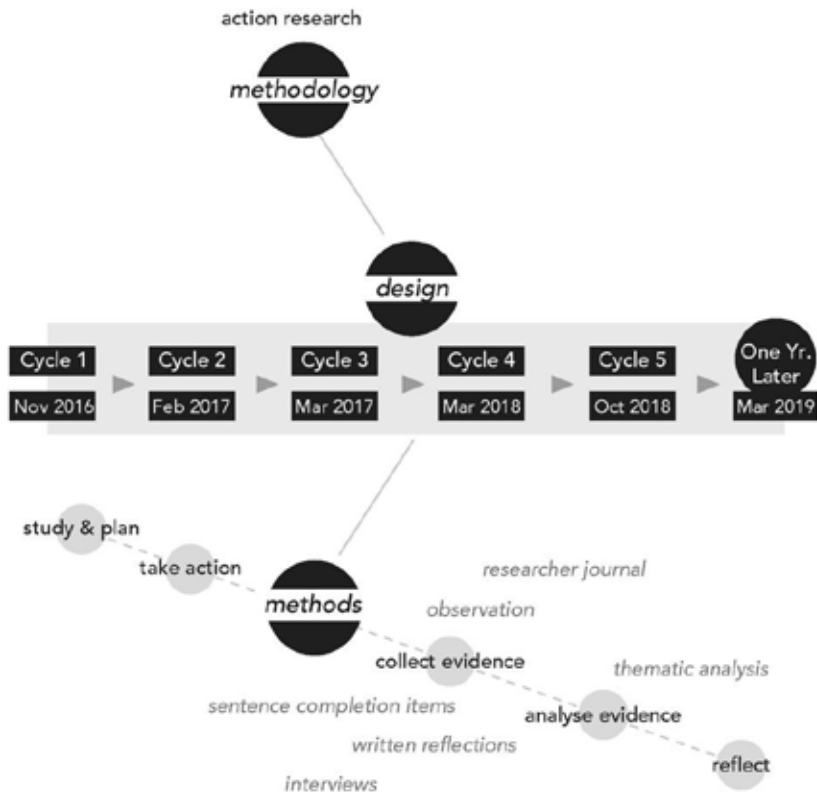 action research
methodology
design
Cycle 1
Cycle 2
Cycle 3
Cycle 4
Cycle 5
One Yr.
Later
Nov 2016
Feb 2017
Mar 2017
Mar 2018
Oct 2018
Mar 2019
study & plan
take action
methods
researcher journal
observation
collect evidence
thematic analysis
sentence completion items
analyse evidence
written reflections
reflect
interviews